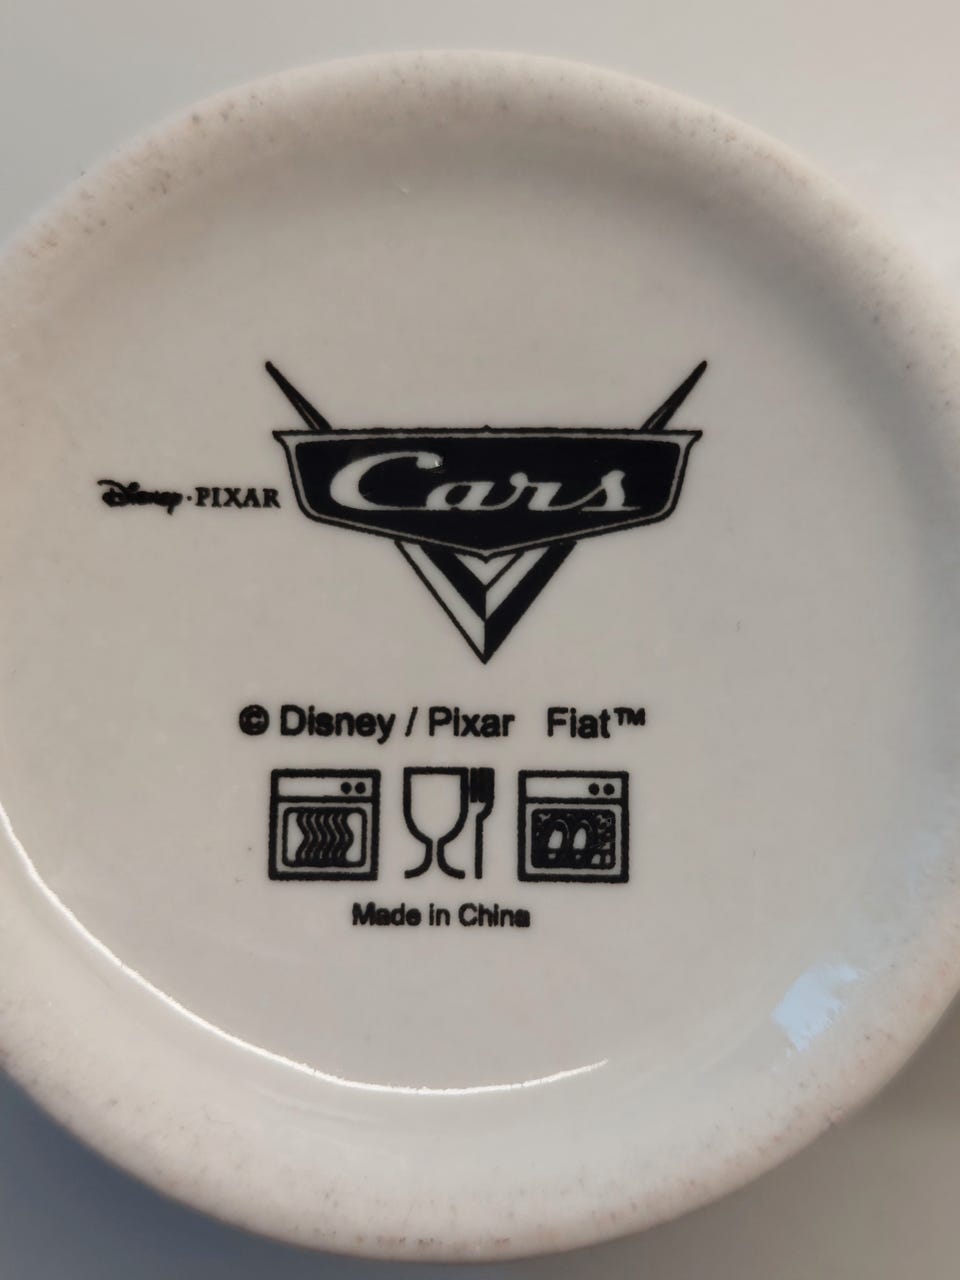 Cars
Disney·PIXAR
© Disney / Pixar Fiat™
Made in China